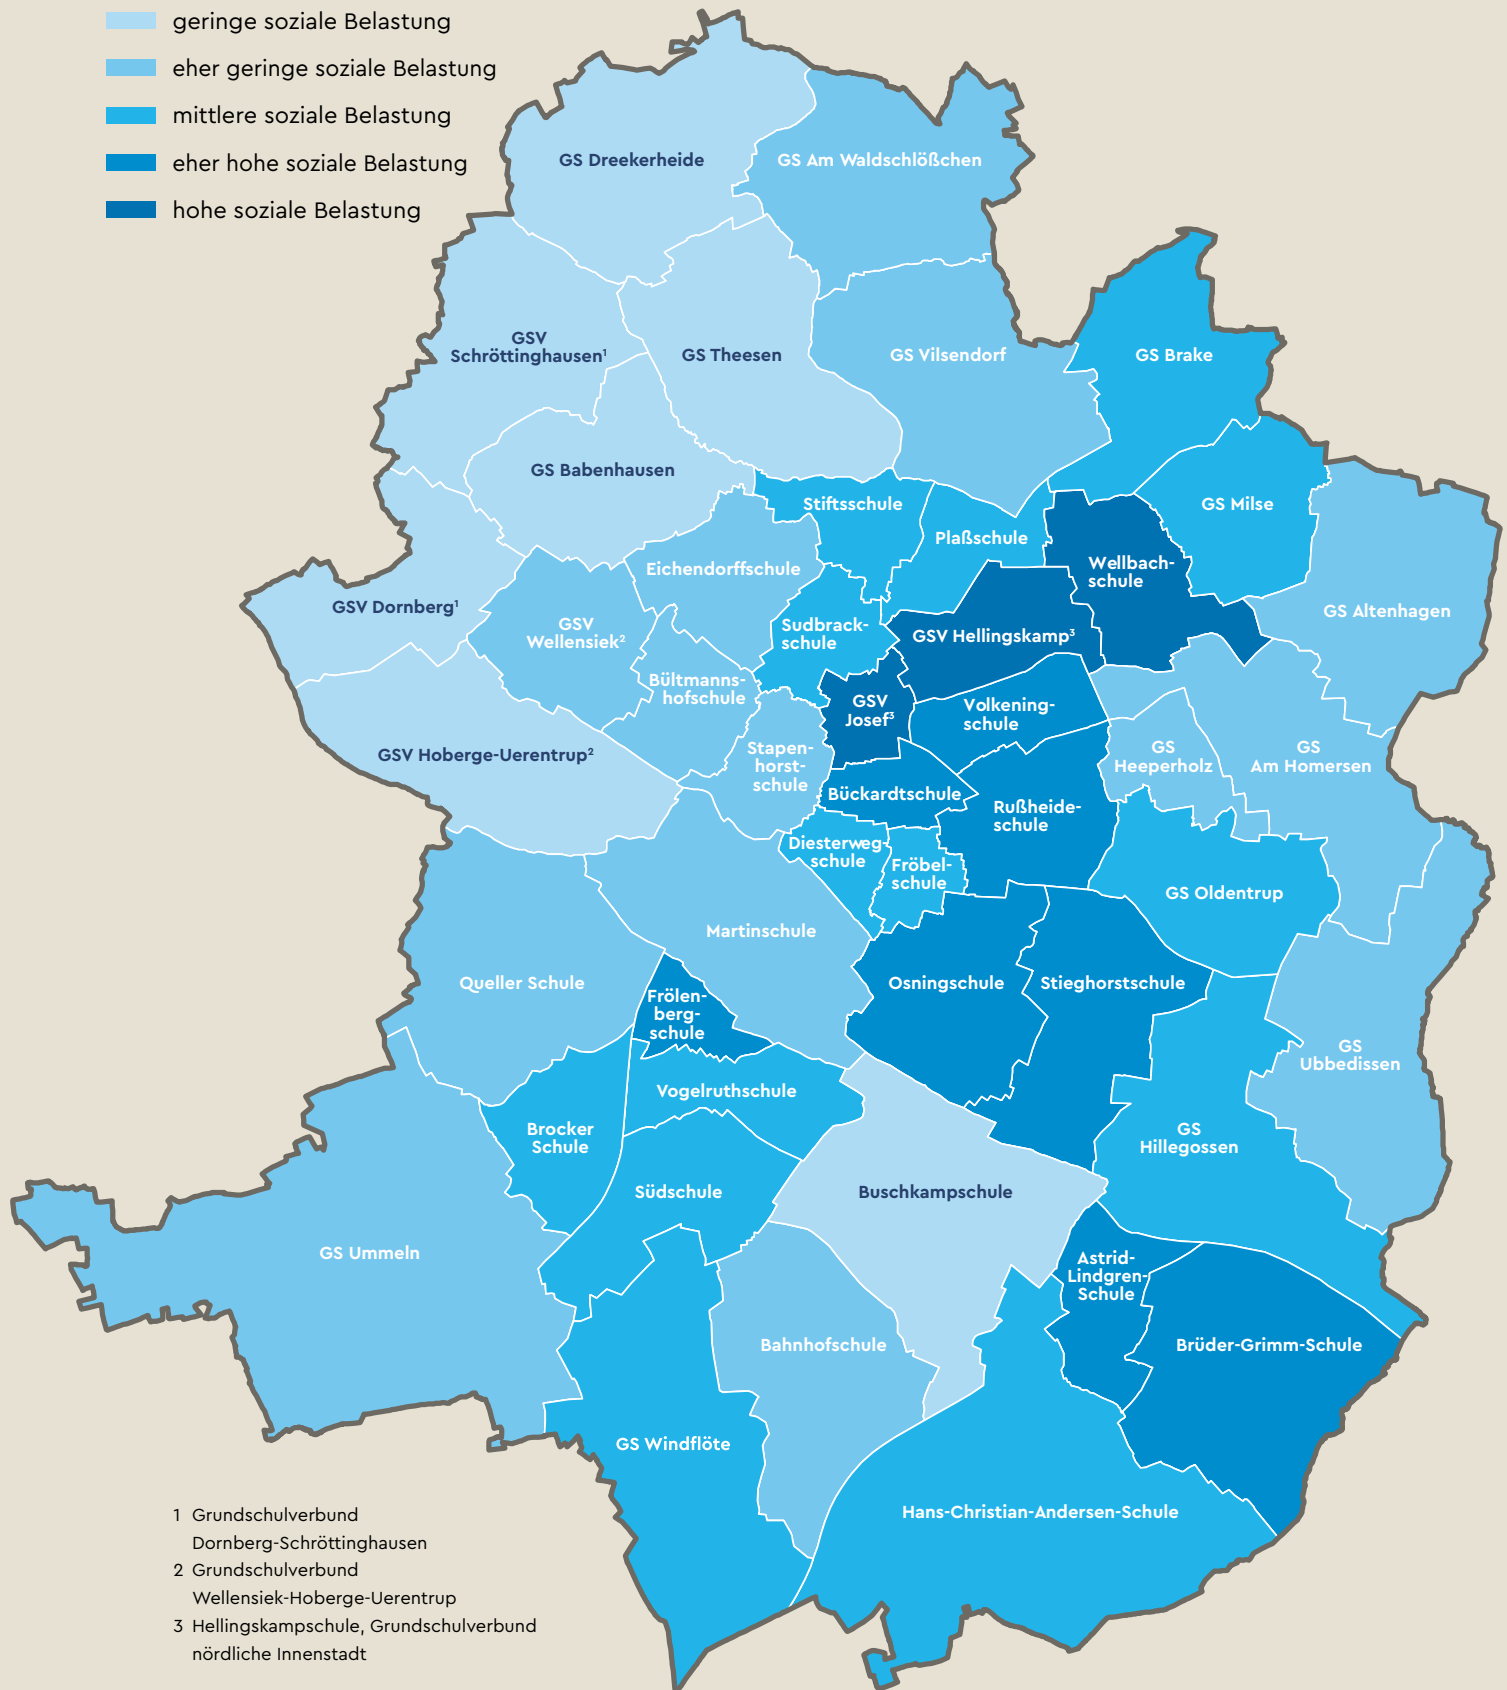 geringe soziale Belastung
eher geringe soziale Belastung
mittlere soziale Belastung
eher hohe soziale Belastung
hohe soziale Belastung
GS Dreekerheide
GS Am Waldschlößchen
GSV
Schröttinghausen¹
GS Theesen
GS Vilsendorf
GS Brake
GS Babenhausen
Stiftsschule
GS Milse
Plaßschule
Eichendorffschule
Wellbach-
schule
GSV Dornberg¹
GS Altenhagen
GSV
Wellensiek²
Sudbrack-
schule
GSV Hellingskamp³
Bültmanns-
hofschule
GSV
Josef³
Volkening-
schule
GSV Hoberge-Uerentrup²
Stapen-
horst-
schule
GS
Heeperholz
GS
Am Homersen
Bückardtschule
Rußheide-
schule
Diesterweg-
schule
Fröbel-
schule
GS Oldentrup
Martinschule
Queller Schule
Frölen-
berg-
schule
Osningschule
Stieghorstschule
GS
Ubbedissen
Vogelruthschule
Brocker
Schule
GS
Hillegossen
Südschule
Buschkampschule
GS Ummeln
Astrid-
Lindgren-
Schule
Bahnhofschule
Brüder-Grimm-Schule
GS Windflöte
Hans-Christian-Andersen-Schule
1 Grundschulverbund
Dornberg-Schröttinghausen
2 Grundschulverbund
Wellensiek-Hoberge-Uerentrup
3 Hellingskampschule, Grundschulverbund
nördliche Innenstadt